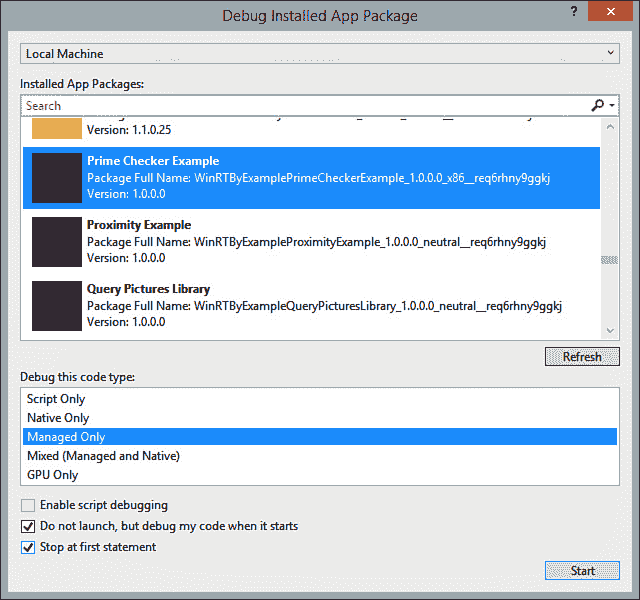 Debug Installed App Package
?
Local Machine
Installed App Packages:
Search
Version: 1.1.0.25
Prime Checker Example
Package Full Name: WinRTByExamplePrimeCheckerExample_1.0.0.0_x86__req6rhny9ggkj
Version: 1.0.0.0
Proximity Example
Package Full Name: WinRTByExampleProximityExample_1.0.0.0_neutral__req6rhny9ggkj
Version: 1.0.0.0
Query Pictures Library
Package Full Name: WinRTByExampleQueryPicturesLibrary_1.0.0.0_neutral__req6rhny9ggkj
Version: 1.0.0.0
Refresh
Debug this code type:
Script Only
Native Only
Managed Only
Mixed (Managed and Native)
GPU Only
Enable script debugging
Do not launch, but debug my code when it starts
Stop at first statement
Start